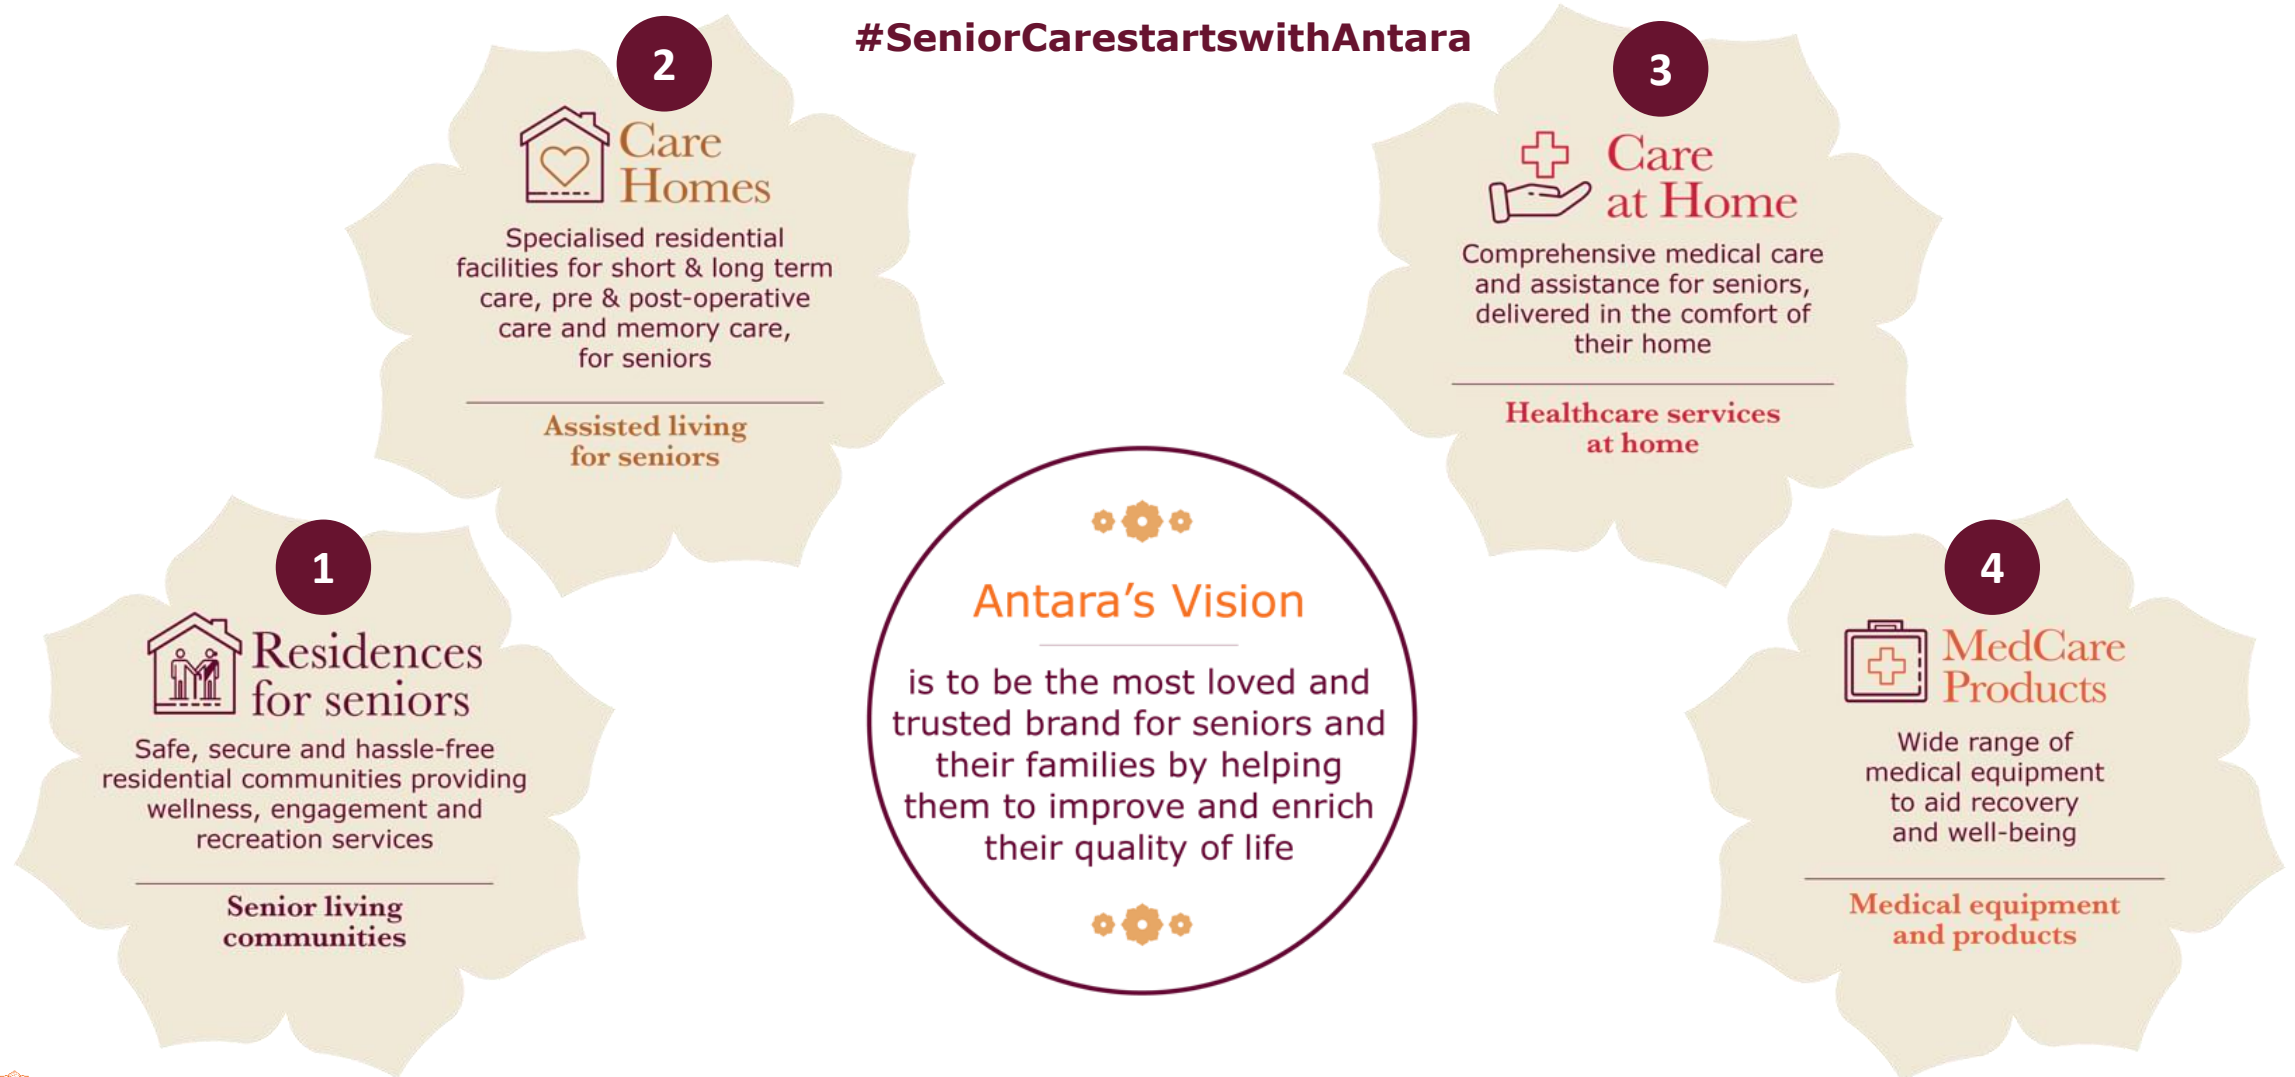 #SeniorCarestartswithAntara
1
Residences
for seniors
Safe, secure and hassle-free
residential communities providing
wellness, engagement and
recreation services
Senior living
communities
2
Care
Homes
Specialised residential
facilities for short & long term
care, pre & post-operative
care and memory care,
for seniors
Assisted living
for seniors
3
Care
at Home
Comprehensive medical care
and assistance for seniors,
delivered in the comfort of
their home
Healthcare services
at home
4
MedCare
Products
Wide range of
medical equipment
to aid recovery
and well-being
Medical equipment
and products
Antara’s Vision
is to be the most loved and
trusted brand for seniors and
their families by helping
them to improve and enrich
their quality of life